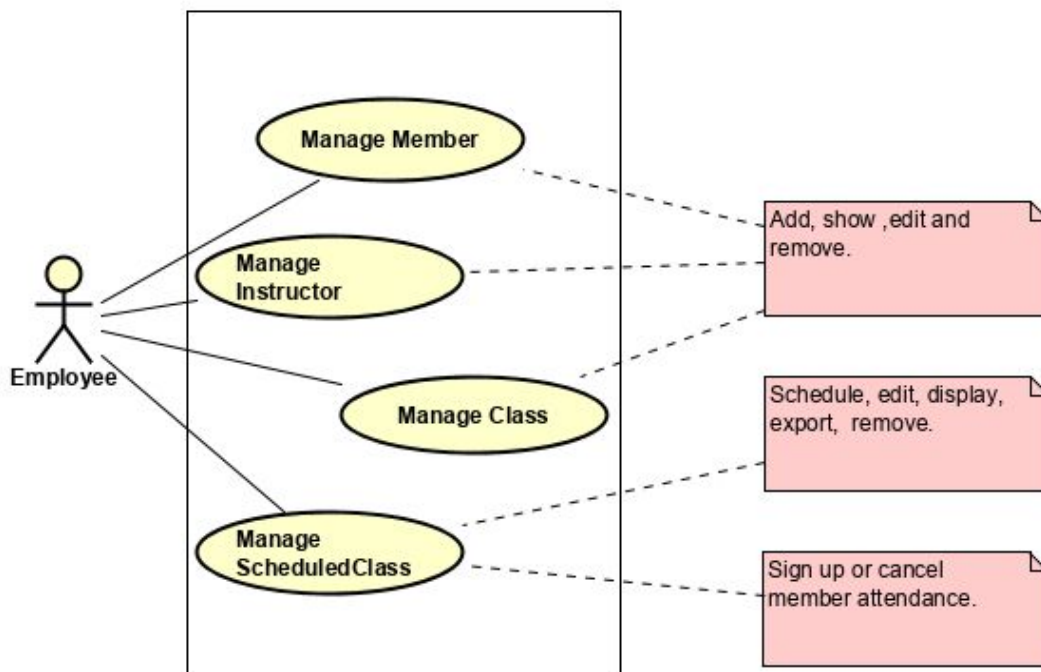 Manage Member
Add, show ,edit and
remove.
Manage
Instructor
Employee
Manage Class
Schedule, edit, display,
export,  remove.
Manage
ScheduledClass
Sign up or cancel
member attendance.